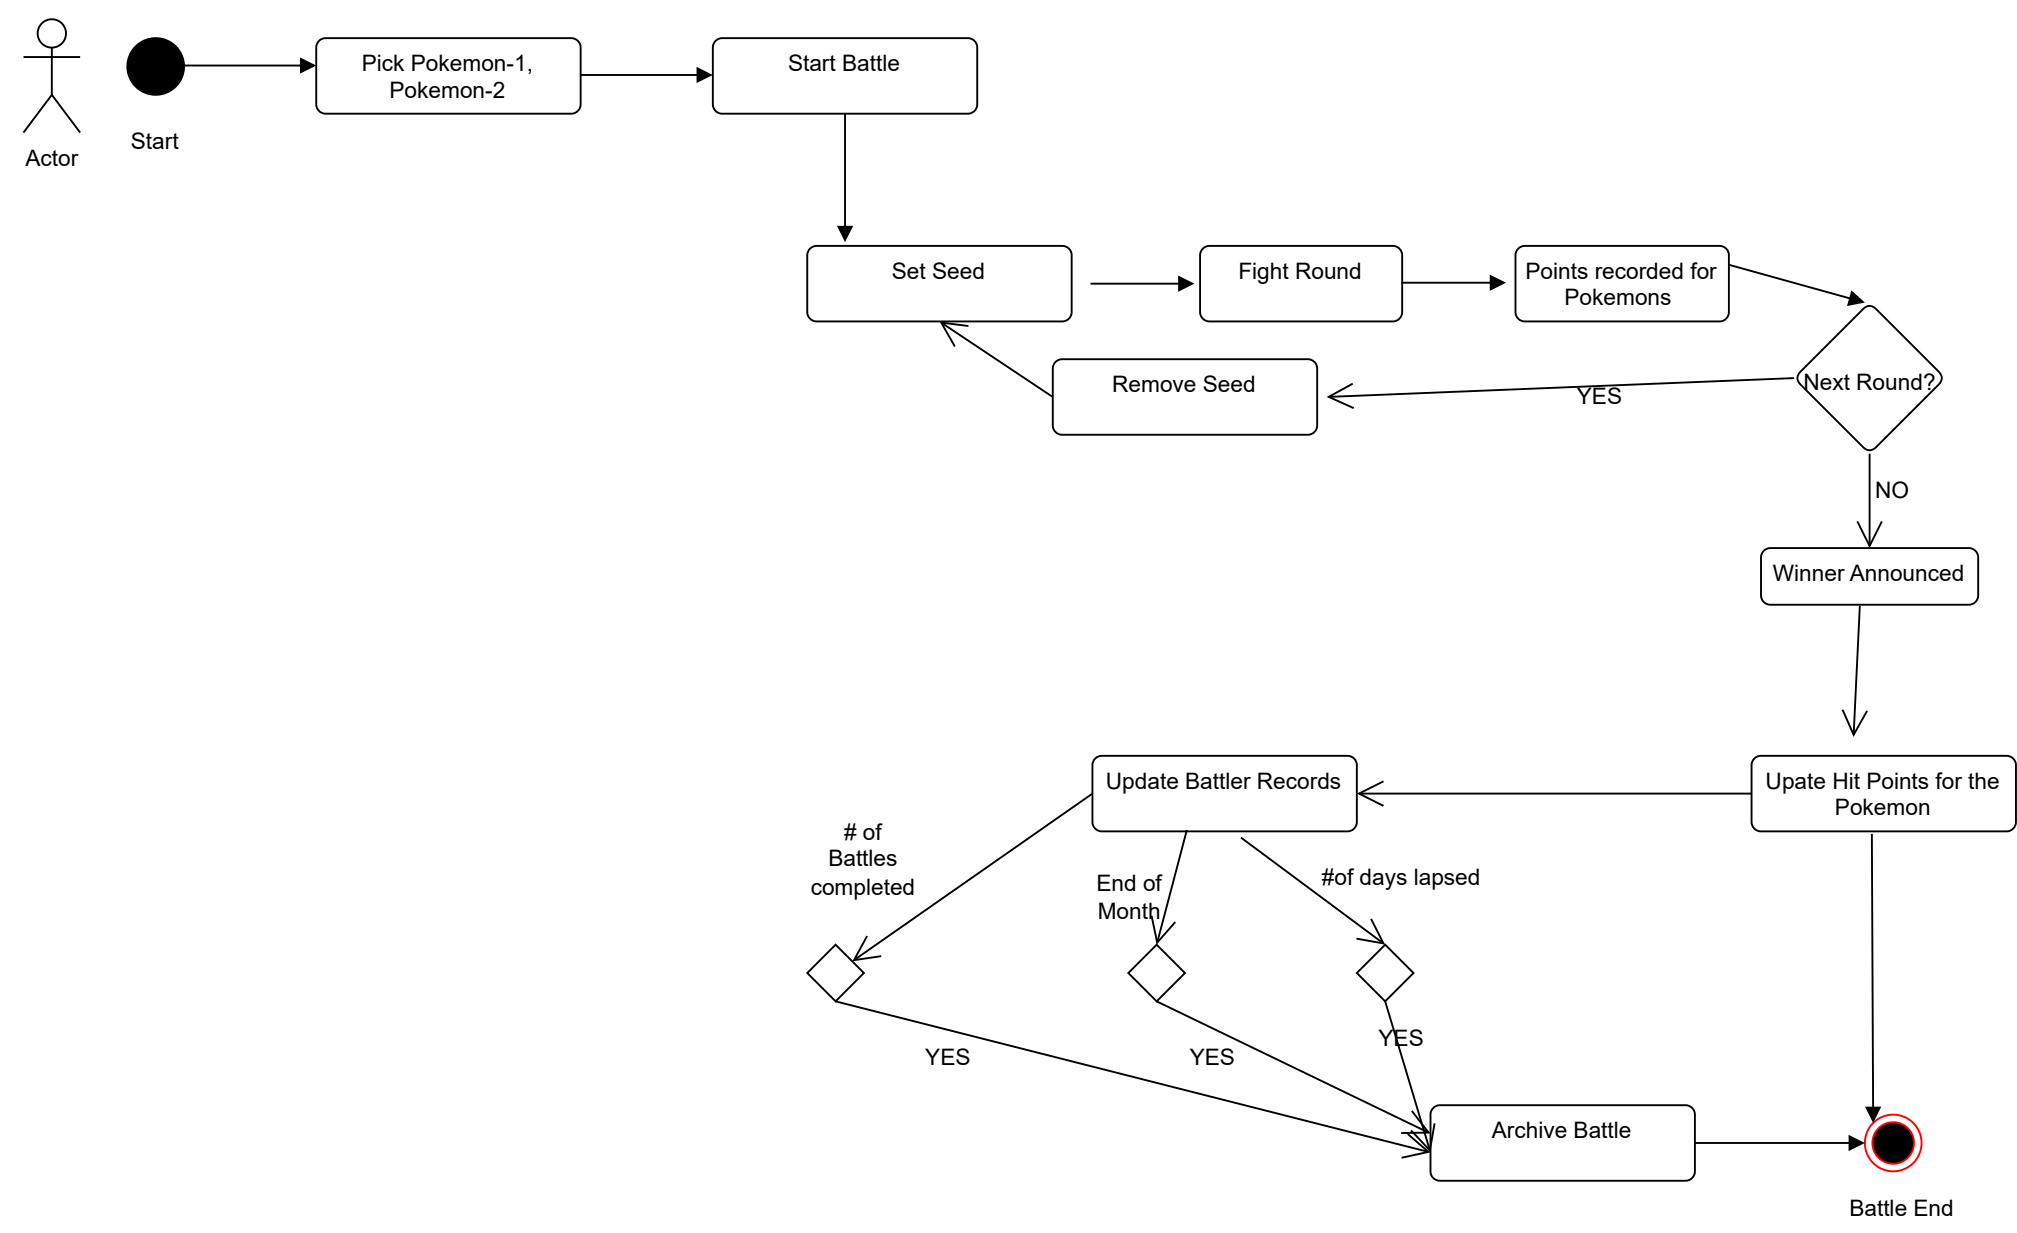 Actor
Start
Pick Pokemon-1,
Pokemon-2
Start Battle
Set Seed
Fight Round
Points recorded for
Pokemons
Next Round?
YES
Remove Seed
NO
Winner Announced
Upate Hit Points for the
Pokemon
Update Battler Records
# of
Battles
completed
End of
Month
#of days lapsed
YES
YES
YES
Archive Battle
Battle End